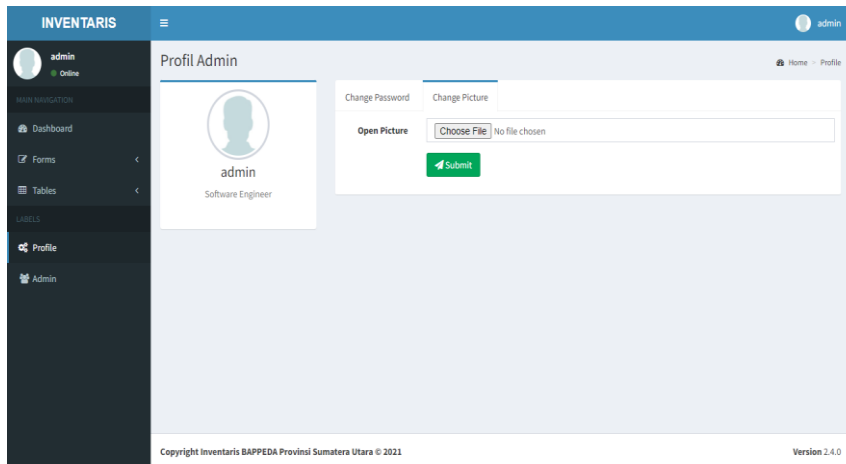 INVENTARIS
admin
admin
Online
MAIN NAVIGATION
Dashboard
Forms
Tables
LABELS
Profile
Admin
Profil Admin
Home > Profile
admin
Software Engineer
Change Password
Change Picture
Open Picture
Choose File No file chosen
Submit
Copyright Inventaris BAPPEDA Provinsi Sumatera Utara © 2021
Version 2.4.0